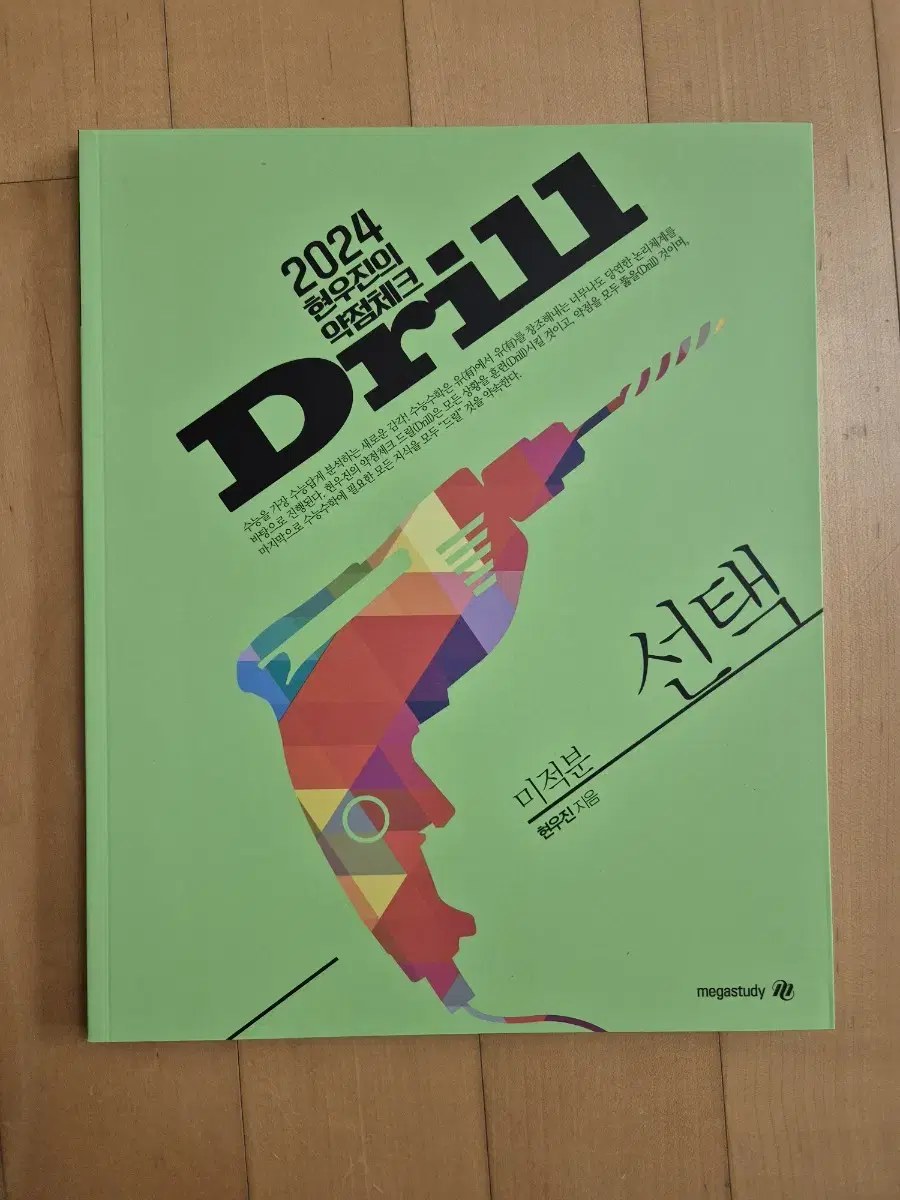 2024
현우진의
약점체크
Drill
수능을 가장 수능답게 분석하는 새로운 감각! 수능수학은 유(有)에서 유(有)를 창조해내는 너무나도 당연한 논리체계를
바탕으로 진행된다. 현우진의 약점체크 드릴(Drill)은 모든 상황을 훈련(Drill)시킬 것이고, 약점을 모두 뚫을(Drill) 것이며,
마지막으로 수능수학에 필요한 모든 지식을 모두 "드릴" 것을 약속한다.
선택
미적분
현우진 지음
megastudy